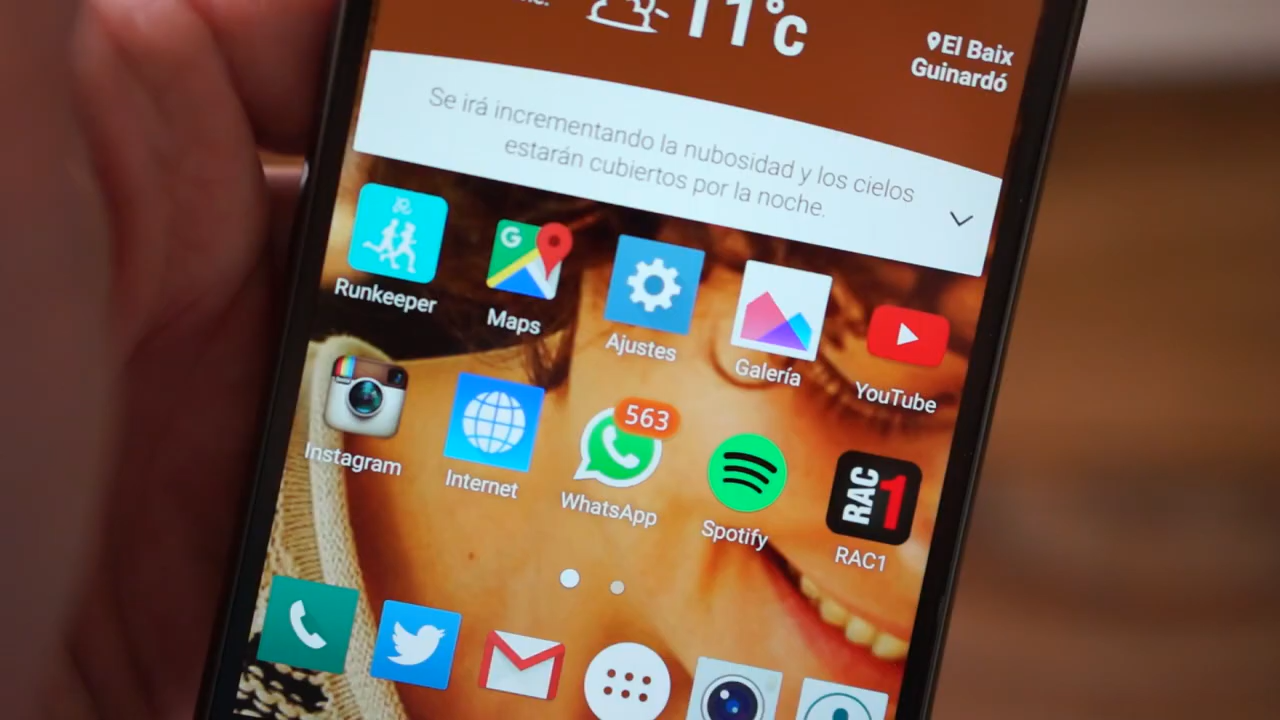 11°C
El Baix
Guinardó
Se irá incrementando la nubosidad y los cielos
estarán cubiertos por la noche.
Runkeeper
G
Maps
Ajustes
Galería
YouTube
Instagram
Internet
563
WhatsApp
Spotify
RAC
1
RAC1